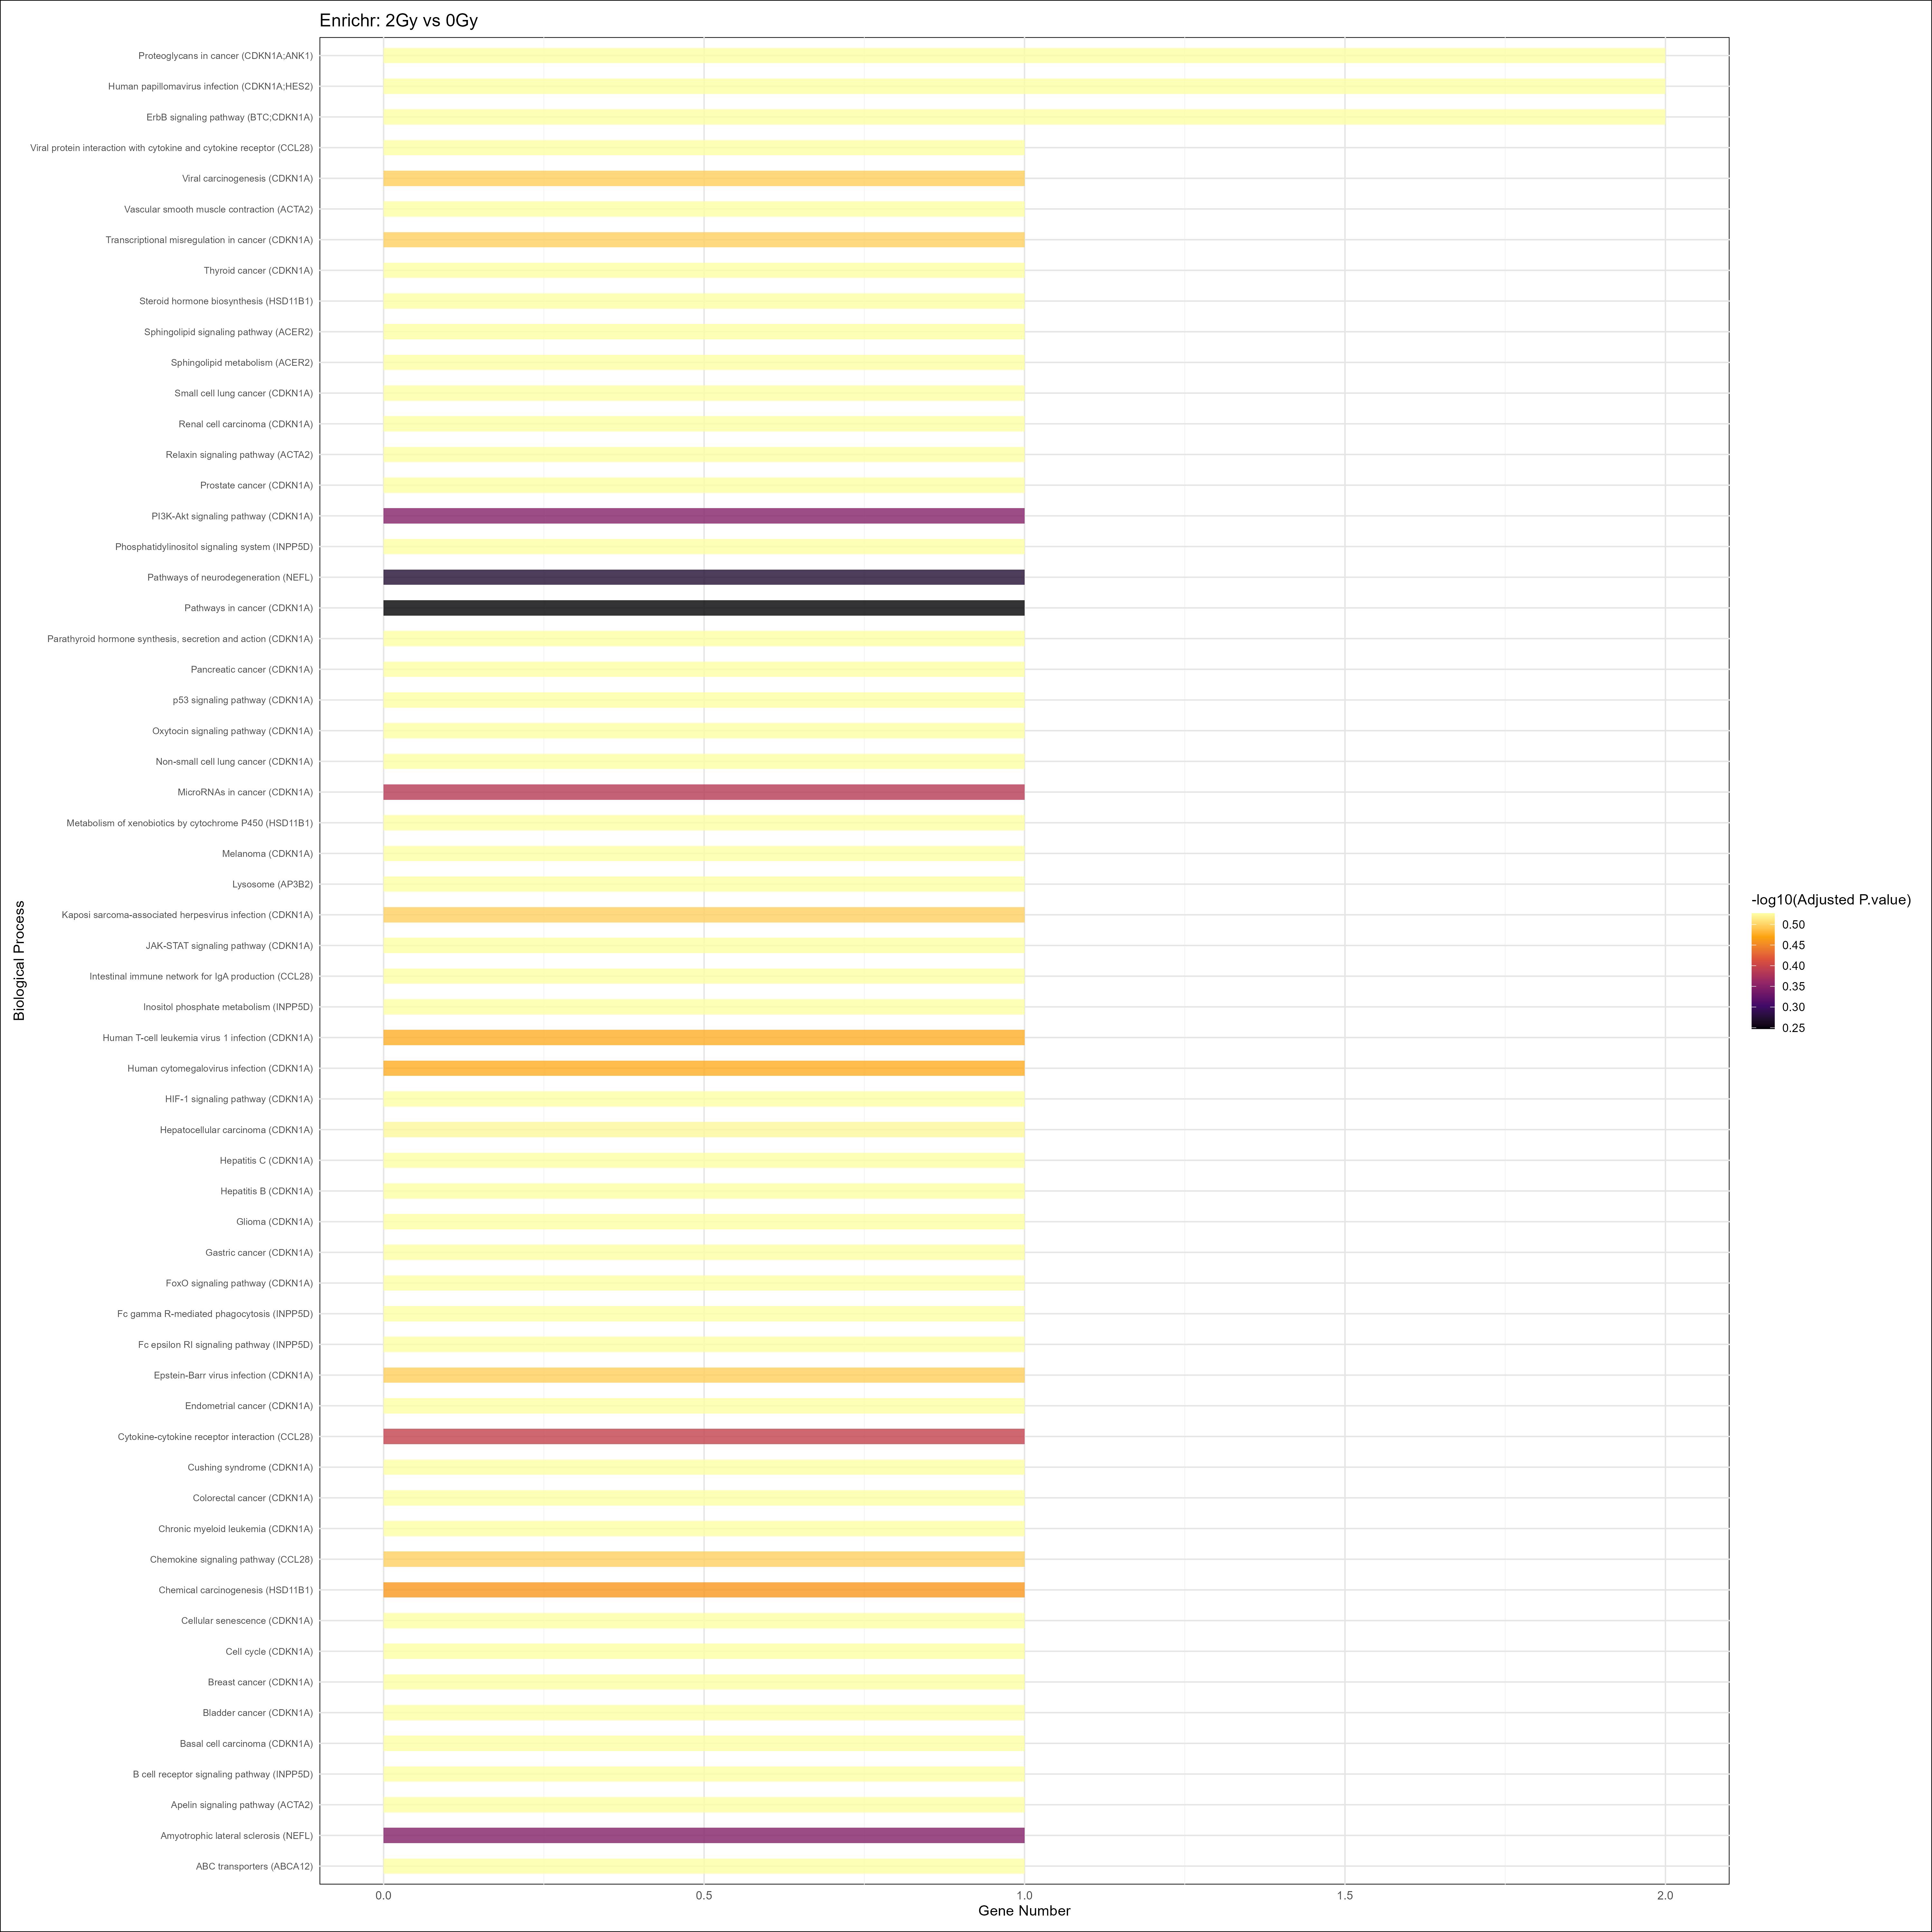 Enrichr: 2Gy vs 0Gy
Proteoglycans in cancer (CDKN1A;ANK1)
Human papillomavirus infection (CDKN1A;HES2)
ErbB signaling pathway (BTC;CDKN1A)
Viral protein interaction with cytokine and cytokine receptor (CCL28)
Viral carcinogenesis (CDKN1A)
Vascular smooth muscle contraction (ACTA2)
Transcriptional misregulation in cancer (CDKN1A)
Thyroid cancer (CDKN1A)
Steroid hormone biosynthesis (HSD11B1)
Sphingolipid signaling pathway (ACER2)
Sphingolipid metabolism (ACER2)
Small cell lung cancer (CDKN1A)
Renal cell carcinoma (CDKN1A)
Relaxin signaling pathway (ACTA2)
Prostate cancer (CDKN1A)
PI3K-Akt signaling pathway (CDKN1A)
Phosphatidylinositol signaling system (INPP5D)
Pathways of neurodegeneration (NEFL)
Pathways in cancer (CDKN1A)
Parathyroid hormone synthesis, secretion and action (CDKN1A)
Pancreatic cancer (CDKN1A)
p53 signaling pathway (CDKN1A)
Oxytocin signaling pathway (CDKN1A)
Non-small cell lung cancer (CDKN1A)
MicroRNAs in cancer (CDKN1A)
Metabolism of xenobiotics by cytochrome P450 (HSD11B1)
Melanoma (CDKN1A)
Lysosome (AP3B2)
Kaposi sarcoma-associated herpesvirus infection (CDKN1A)
JAK-STAT signaling pathway (CDKN1A)
Intestinal immune network for IgA production (CCL28)
Inositol phosphate metabolism (INPP5D)
Human T-cell leukemia virus 1 infection (CDKN1A)
Human cytomegalovirus infection (CDKN1A)
HIF-1 signaling pathway (CDKN1A)
Hepatocellular carcinoma (CDKN1A)
Hepatitis C (CDKN1A)
Hepatitis B (CDKN1A)
Glioma (CDKN1A)
Gastric cancer (CDKN1A)
FoxO signaling pathway (CDKN1A)
Fc gamma R-mediated phagocytosis (INPP5D)
Fc epsilon RI signaling pathway (INPP5D)
Epstein-Barr virus infection (CDKN1A)
Endometrial cancer (CDKN1A)
Cytokine-cytokine receptor interaction (CCL28)
Cushing syndrome (CDKN1A)
Colorectal cancer (CDKN1A)
Chronic myeloid leukemia (CDKN1A)
Chemokine signaling pathway (CCL28)
Chemical carcinogenesis (HSD11B1)
Cellular senescence (CDKN1A)
Cell cycle (CDKN1A)
Breast cancer (CDKN1A)
Bladder cancer (CDKN1A)
Basal cell carcinoma (CDKN1A)
B cell receptor signaling pathway (INPP5D)
Apelin signaling pathway (ACTA2)
Amyotrophic lateral sclerosis (NEFL)
ABC transporters (ABCA12)
Biological Process
0.0 0.5 1.0 1.5 2.0
Gene Number
-log10(Adjusted P.value)
0.50
0.45
0.40
0.35
0.30
0.25